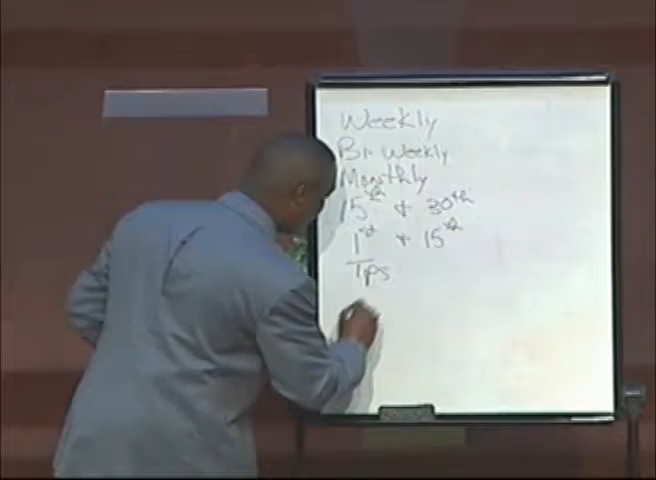 Weekly
Bi weekly
Monthly
15th + 30th
1st + 15th
Tips